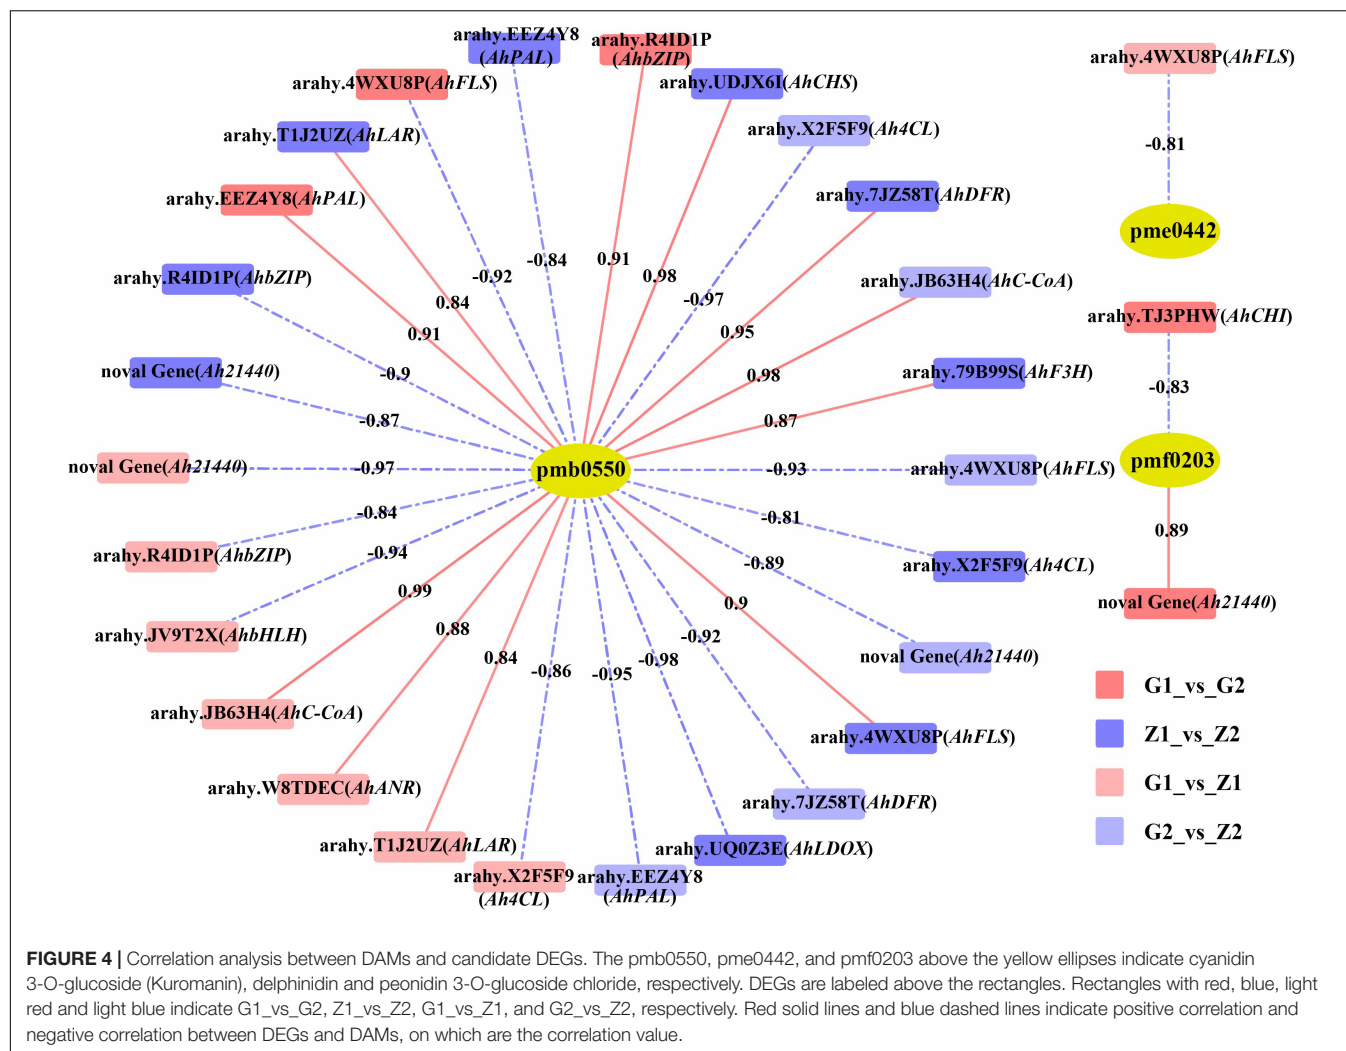 arahy.EEZ4Y8
(AhPAL)
arahy.R4ID1P
(AhbZIP)
arahy.4WXU8P(AhFLS)
arahy.UDJX6I(AhCHS)
arahy.T1J2UZ(AhLAR)
arahy.X2F5F9(Ah4CL)
arahy.EEZ4Y8(AhPAL)
arahy.7JZ58T(AhDFR)
arahy.R4ID1P(AhbZIP)
arahy.JB63H4(AhC-CoA)
noval Gene(Ah21440)
arahy.79B99S(AhF3H)
noval Gene(Ah21440)
arahy.4WXU8P(AhFLS)
arahy.R4ID1P(AhbZIP)
arahy.X2F5F9(Ah4CL)
arahy.JV9T2X(AhbHLH)
noval Gene(Ah21440)
arahy.JB63H4(AhC-CoA)
arahy.4WXU8P(AhFLS)
arahy.W8TDEC(AhANR)
arahy.7JZ58T(AhDFR)
arahy.T1J2UZ(AhLAR)
arahy.UQ0Z3E(AhLDOX)
arahy.X2F5F9
(Ah4CL)
arahy.EEZ4Y8
(AhPAL)
pmb0550
-0.92
-0.84
0.91
0.98
-0.97
0.84
0.91
0.95
-0.9
0.98
-0.87
0.87
-0.97
-0.93
-0.84
-0.81
-0.94
-0.89
0.99
0.9
0.88
-0.92
0.84
-0.98
-0.86
-0.95
arahy.4WXU8P(AhFLS)
-0.81
pme0442
arahy.TJ3PHW(AhCHI)
-0.83
pmf0203
0.89
noval Gene(Ah21440)
G1_vs_G2
Z1_vs_Z2
G1_vs_Z1
G2_vs_Z2
FIGURE 4 | Correlation analysis between DAMs and candidate DEGs. The pmb0550, pme0442, and pmf0203 above the yellow ellipses indicate cyanidin
3-O-glucoside (Kuromanin), delphinidin and peonidin 3-O-glucoside chloride, respectively. DEGs are labeled above the rectangles. Rectangles with red, blue, light
red and light blue indicate G1_vs_G2, Z1_vs_Z2, G1_vs_Z1, and G2_vs_Z2, respectively. Red solid lines and blue dashed lines indicate positive correlation and
negative correlation between DEGs and DAMs, on which are the correlation value.